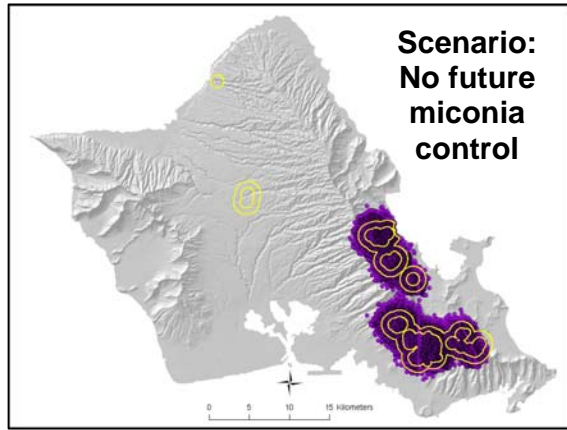 Scenario:
No future
miconia
control
0 5 10 15 Kilometers